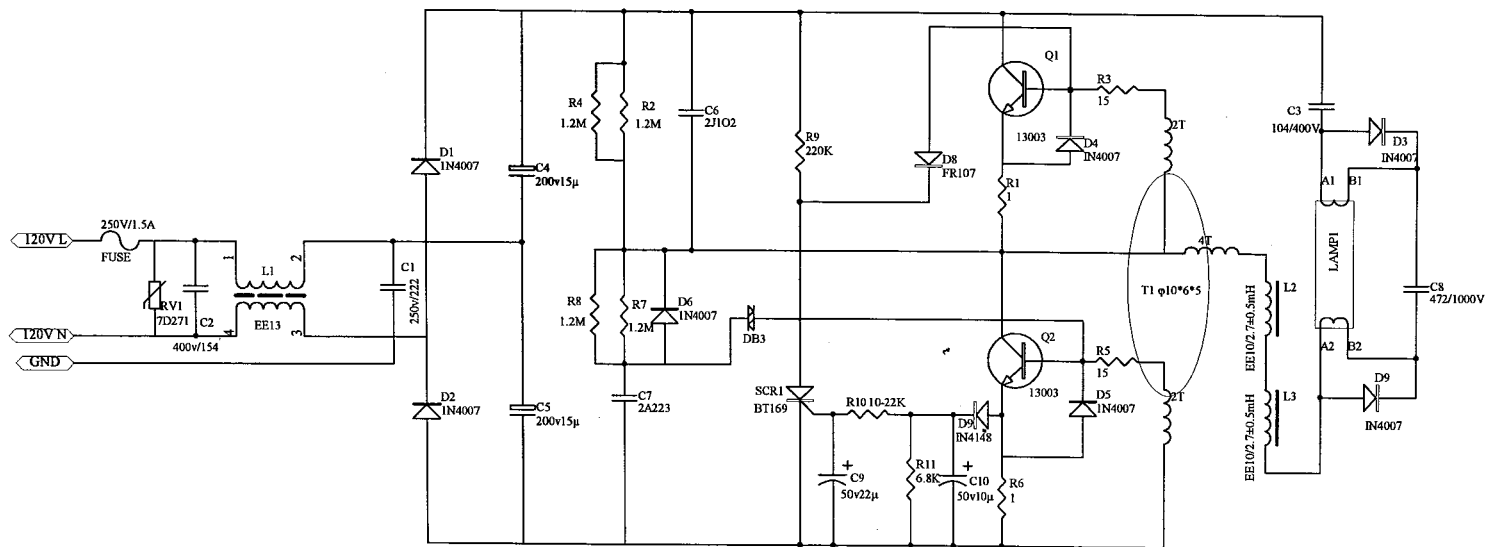 120V L
250V/1.5A
FUSE
RV1
7D271
120V N
GND
C2
400v/154
1
2
L1
4
3
EE13
C1
250v/222
D1
1N4007
D2
1N4007
C4
200v15μ
C5
200v15μ
R4
1.2M
R2
1.2M
C6
2J1O2
R8
1.2M
R7
1.2M
D6
1N4007
C7
2A223
DB3
R9
220K
D8
FR107
SCR1
BT169
R10 10-22K
C9
50v22μ
R11
6.8K
C10
50v10μ
D9
IN4148
R6
1
Q1
13003
D4
IN4007
R3
15
2T
R1
1
Q2
13003
D5
1N4007
R5
15
2T
T1 φ10*6*5
4T
L2
EE10/2.7±0.5mH
L3
EE10/2.7±0.5mH
C3
104/400V
D3
IN4007
A1
B1
LAMP1
A2
B2
C8
472/1000V
D9
IN4007